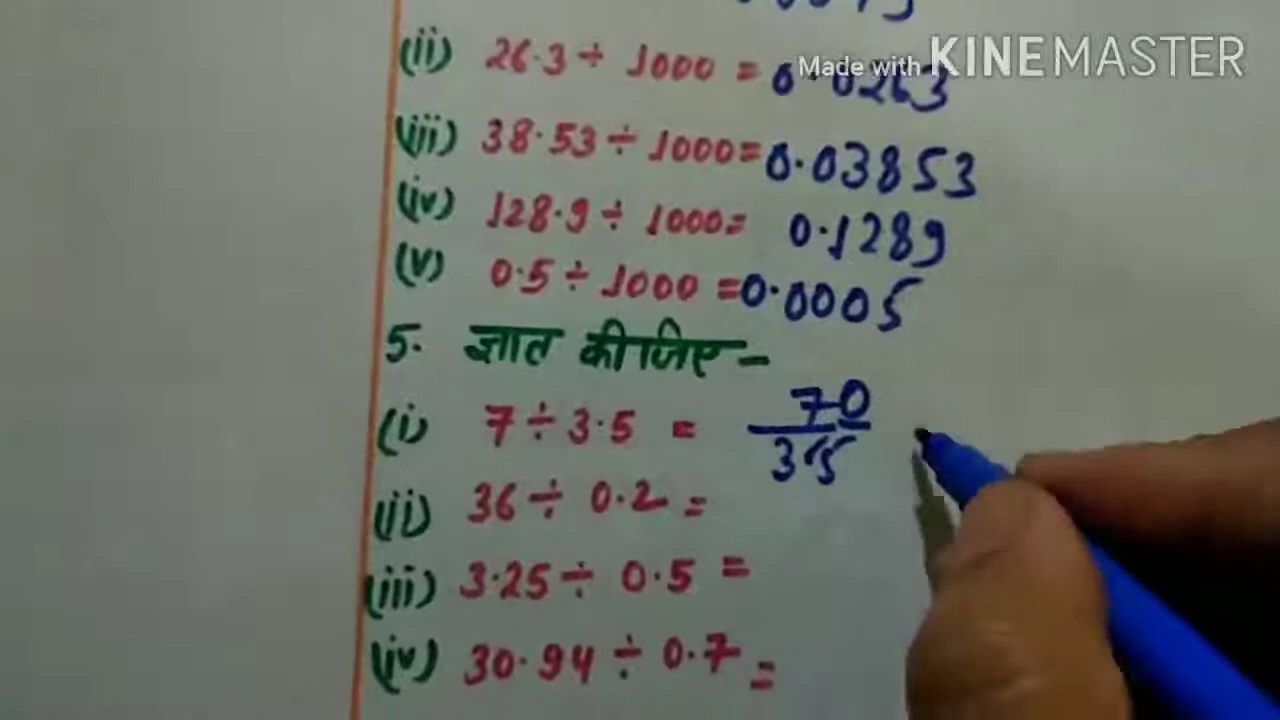 (ii) 26.3 ÷ 1000 = 0.0263
Made with KINEMASTER
(iii) 38.53 ÷ 1000 = 0.03853
(iv) 128.9 ÷ 1000 = 0.1289
(v) 0.5 ÷ 1000 = 0.0005
5. ज्ञात कीजिए -
(i) 7 ÷ 3.5 = 70
35
(ii) 36 ÷ 0.2 =
(iii) 3.25 ÷ 0.5 =
(iv) 30.94 ÷ 0.7 =